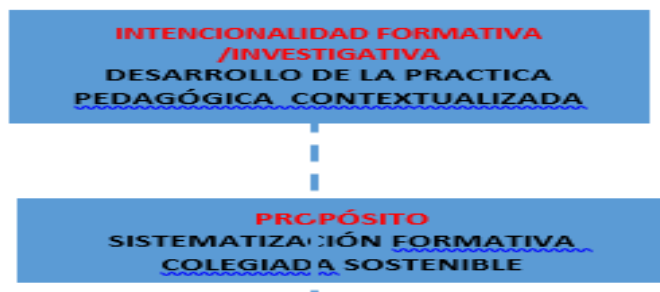 INTENCIONALIDAD FORMATIVA
/INVESTIGATIVA
DESARROLLO DE LA PRACTICA
PEDAGÓGICA CONTEXTUALIZADA
PROPÓSITO
SISTEMATIZACIÓN FORMATIVA
COLEGIADA SOSTENIBLE